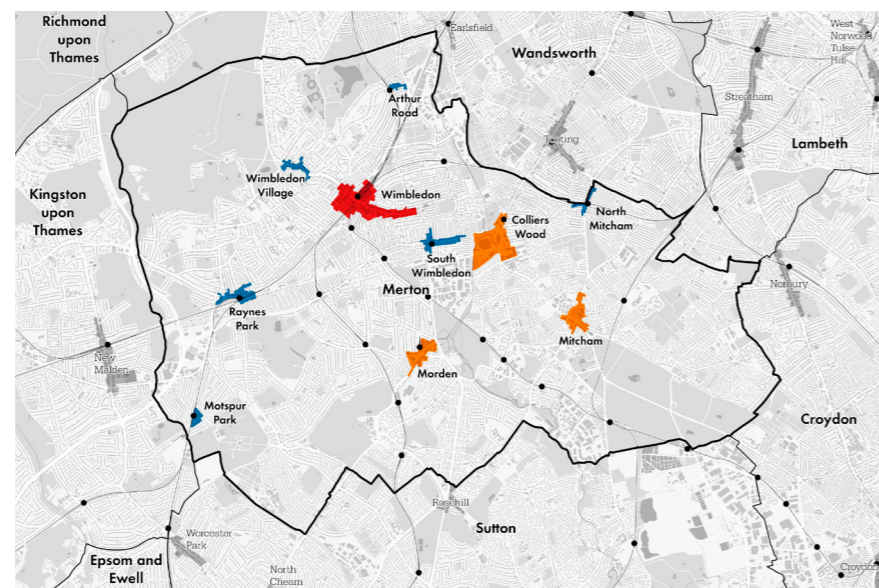 Richmond
upon
Thames
Earlsfield
Wandsworth
West
Norwood/
Tulse
Hill
Streatham
Arthur
Road
Tooting
Lambeth
Wimbledon
Village
Wimbledon
Kingston
upon
Thames
North
Mitcham
Colliers
Wood
South
Wimbledon
Merton
Norbury
Raynes
Park
Mitcham
New
Malden
Morden
Motspur
Park
Croydon
Rosehill
Sutton
Worcester
Park
Epsom and
Ewell
North
Cheam
Croydon